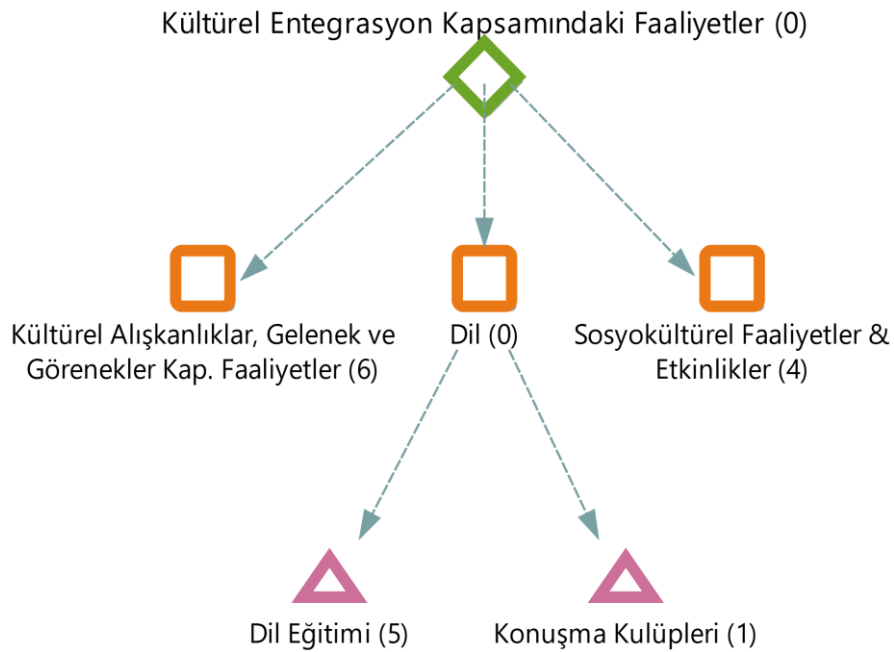 Kültürel Entegrasyon Kapsamındaki Faaliyetler (0)
Kültürel Alışkanlıklar, Gelenek ve
Görenekler Kap. Faaliyetler (6)
Dil (0)
Sosyokültürel Faaliyetler &
Etkinlikler (4)
Dil Eğitimi (5)
Konuşma Kulüpleri (1)